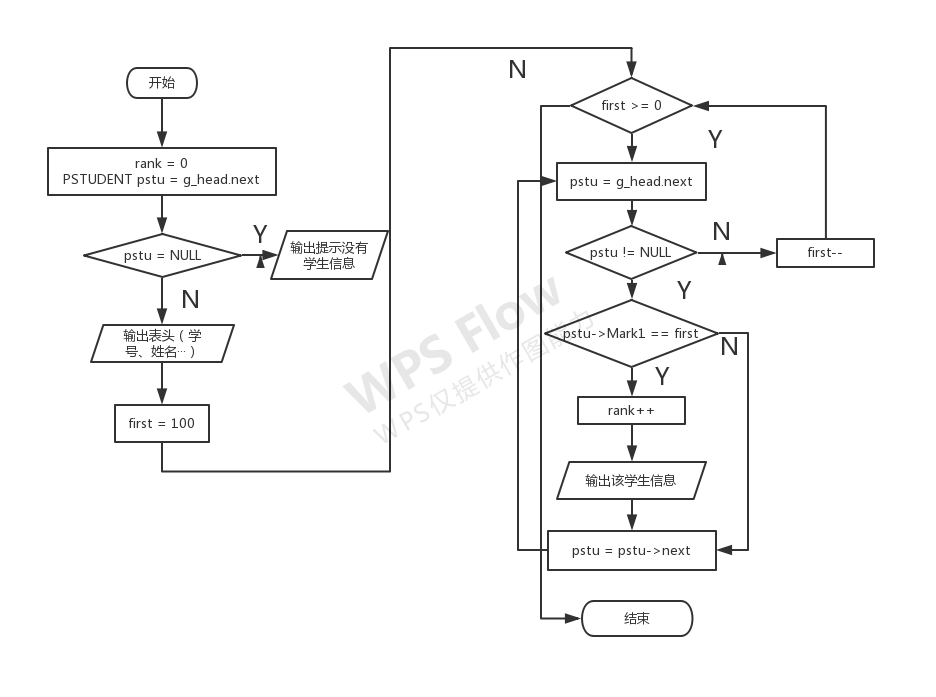 开始
rank = 0
PSTUDENT pstu = g_head.next
pstu = NULL
Y
输出提示没有
学生信息
N
输出表头（学
号、姓名…）
first = 100
N
first >= 0
Y
pstu = g_head.next
pstu != NULL
N
first--
Y
pstu->Mark1 == first
N
Y
rank++
输出该学生信息
pstu = pstu->next
结束
WPS Flow
WPS仅提供作图能力